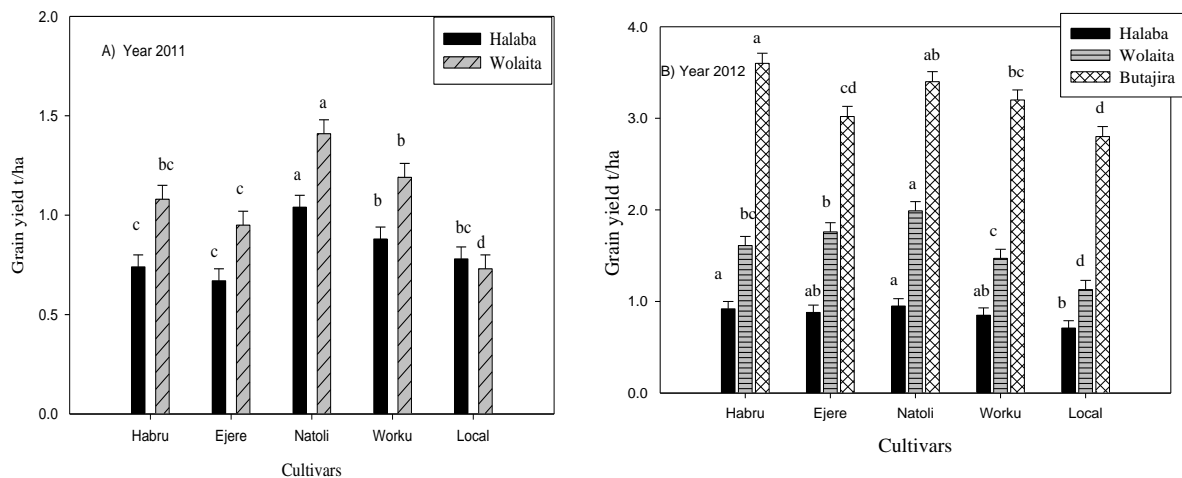 A) Year 2011
Halaba
Wolaita
Grain yield t/ha
2.0
1.5
1.0
0.5
0.0
c
bc
c
c
a
a
b
b
bc
d
Habru Ejere Natoli Worku Local
Cultivars
B) Year 2012
Halaba
Wolaita
Butajira
Grain yield t/ha
4.0
3.0
2.0
1.0
0.0
a
bc
a
ab
b
cd
a
a
ab
ab
c
bc
b
d
d
Habru Ejere Natoli Worku Local
Cultivars